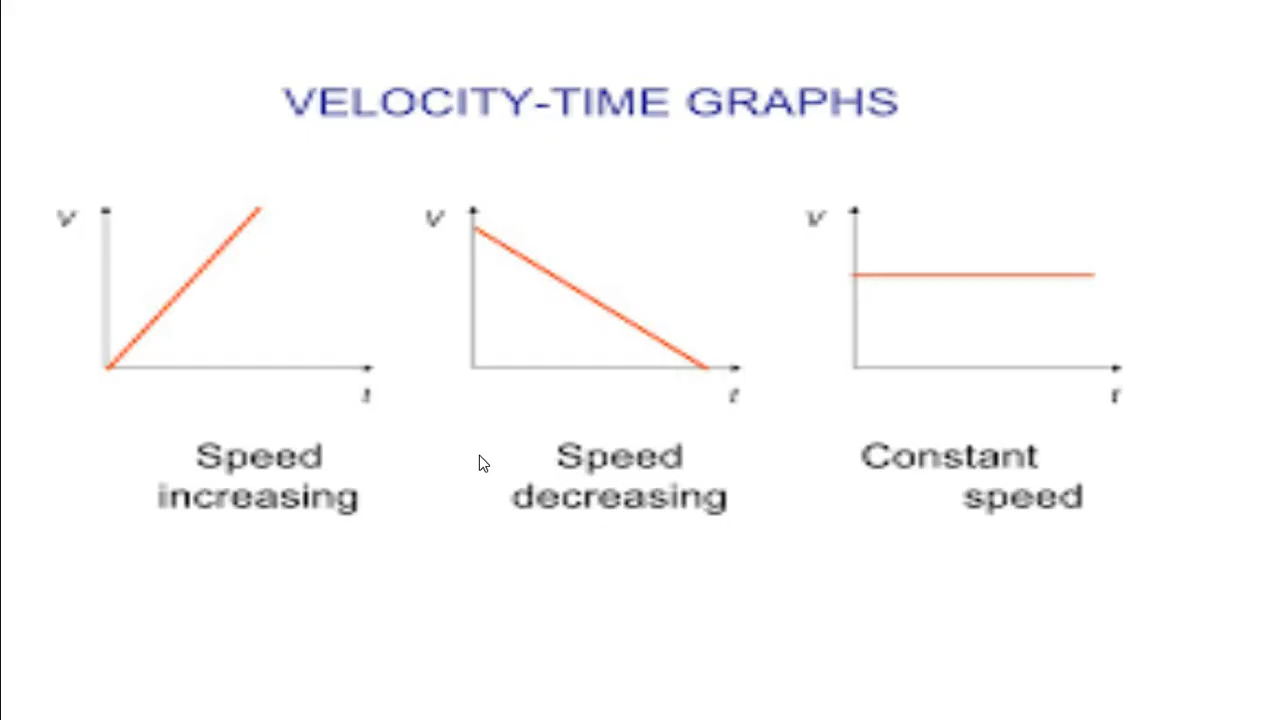 VELOCITY-TIME GRAPHS
v v v
t t t
Speed Speed Constant
increasing decreasing speed